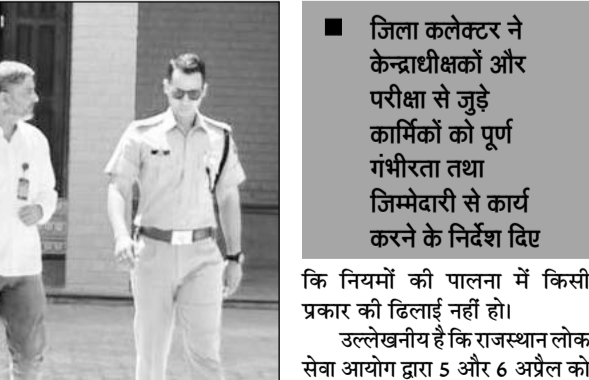 ■ जिला कलेक्टर ने
केन्द्राधीक्षकों और
परीक्षा से जुड़े
कार्मिकों को पूर्ण
गंभीरता तथा
जिम्मेदारी से कार्य
करने के निर्देश दिए
कि नियमों की पालना में किसी
प्रकार की ढिलाई नहीं हो।
उल्लेखनीय है कि राजस्थान लोक
सेवा आयोग द्वारा 5 और 6 अप्रैल को